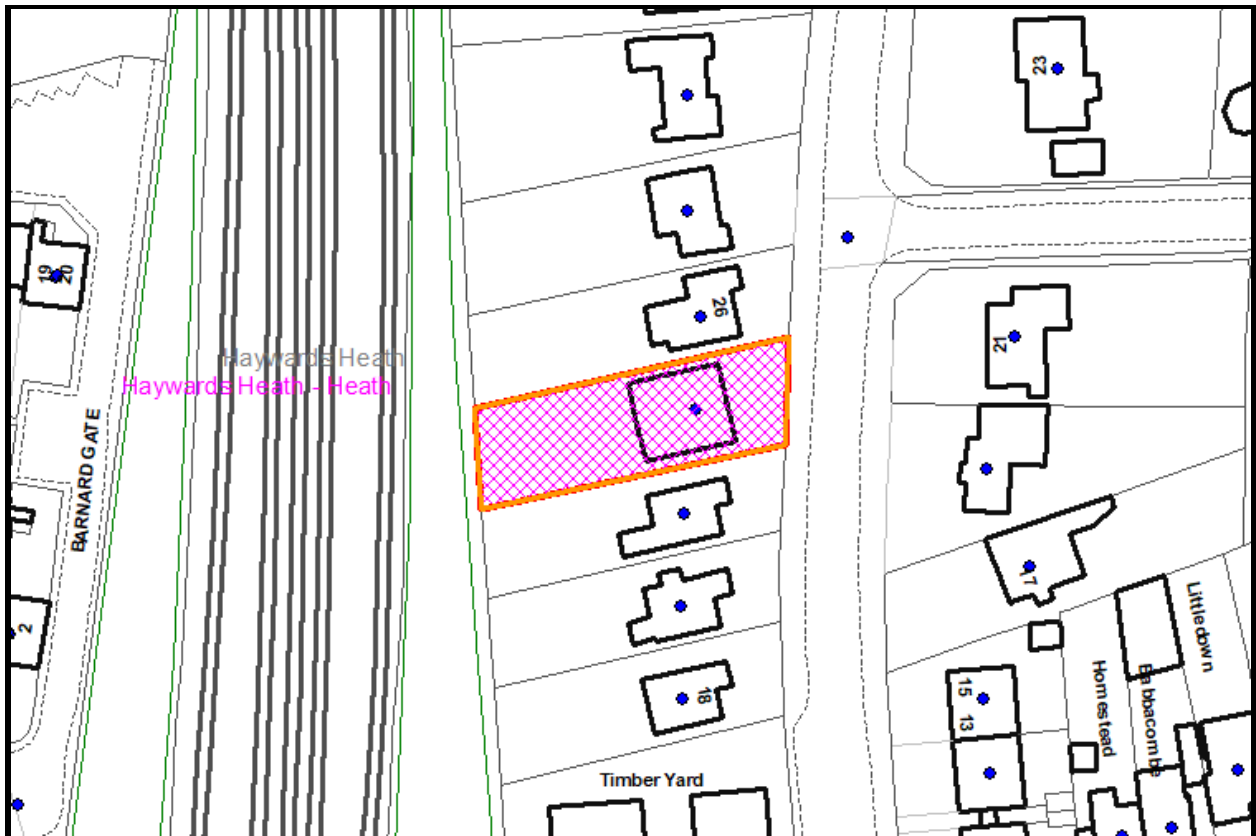 23
19
20
26
Haywards Heath
Haywards Heath - Heath
21
BARNARD GATE
17
Littledown
2
Homestead
Babbacombe
15
13
18
Timber Yard